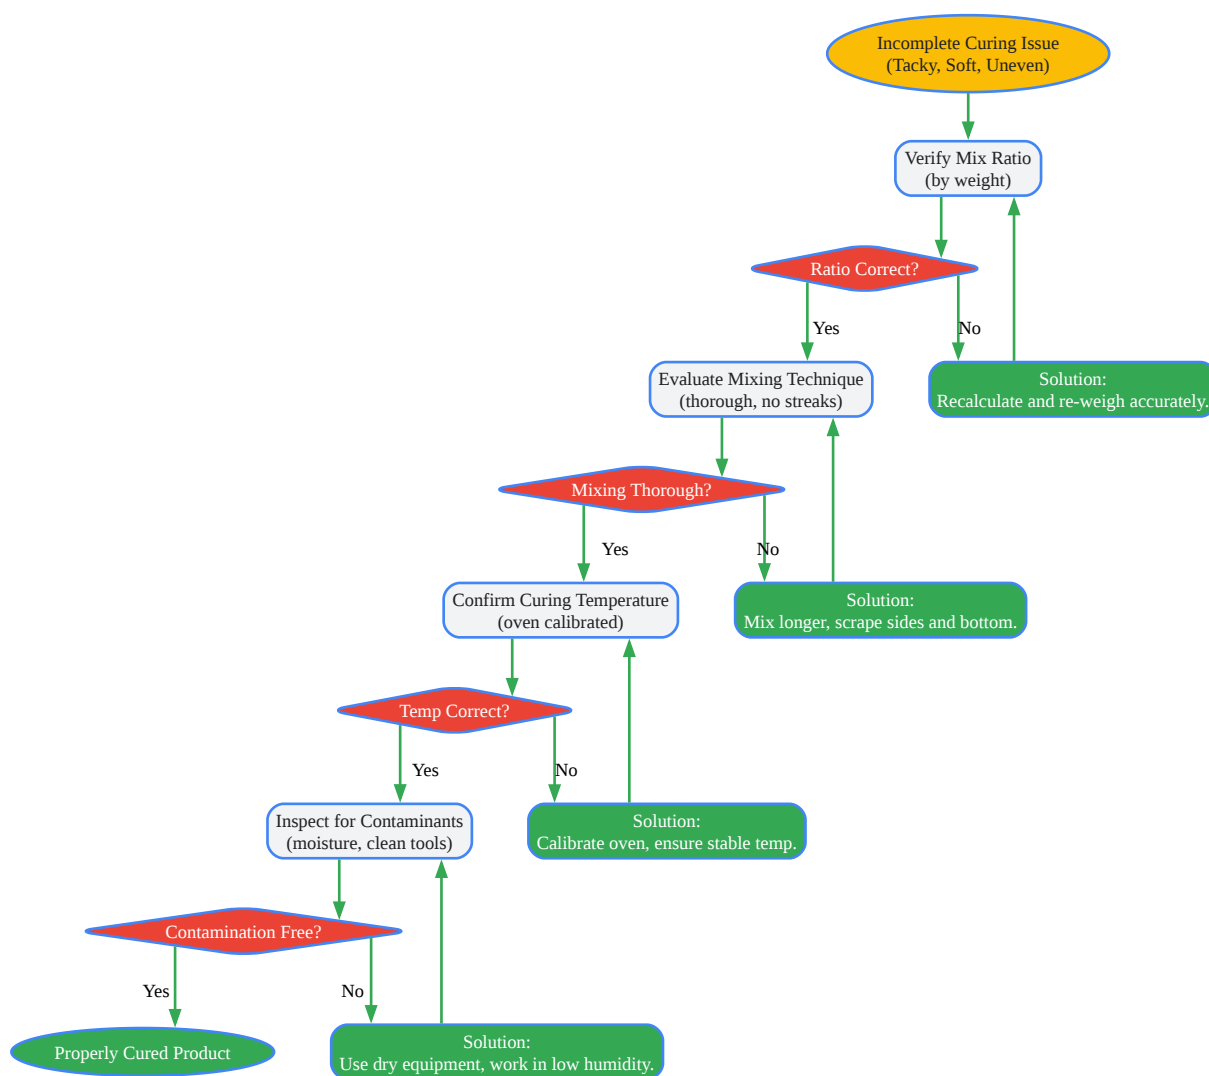 Incomplete Curing Issue
(Tacky, Soft, Uneven)
Verify Mix Ratio
(by weight)
Ratio Correct?
Yes
No
Evaluate Mixing Technique
(thorough, no streaks)
Solution:
Recalculate and re-weigh accurately.
Mixing Thorough?
Yes
No
Confirm Curing Temperature
(oven calibrated)
Solution:
Mix longer, scrape sides and bottom.
Temp Correct?
Yes
No
Inspect for Contaminants
(moisture, clean tools)
Solution:
Calibrate oven, ensure stable temp.
Contamination Free?
Yes
No
Properly Cured Product
Solution:
Use dry equipment, work in low humidity.